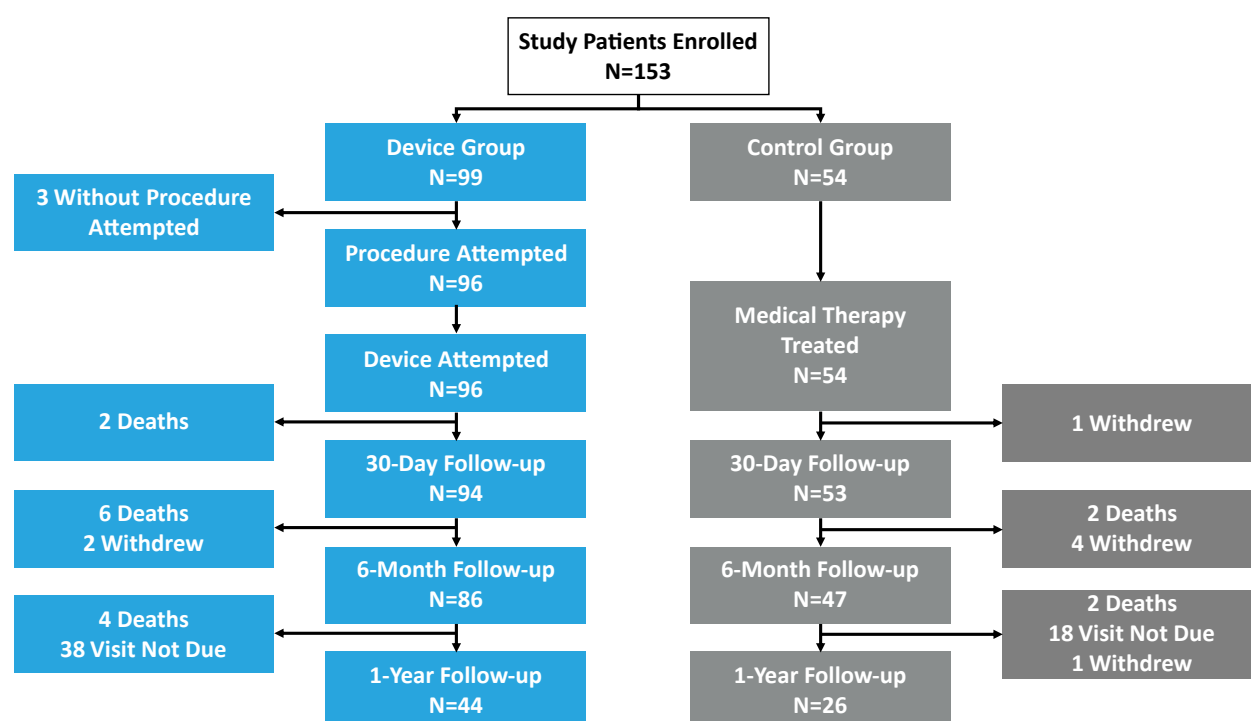 Study Patients Enrolled
N=153
Device Group
N=99
Control Group
N=54
3 Without Procedure
Attempted
Procedure Attempted
N=96
Medical Therapy
Treated
N=54
Device Attempted
N=96
2 Deaths
1 Withdrew
30-Day Follow-up
N=94
30-Day Follow-up
N=53
6 Deaths
2 Withdrew
2 Deaths
4 Withdrew
6-Month Follow-up
N=86
6-Month Follow-up
N=47
4 Deaths
38 Visit Not Due
2 Deaths
18 Visit Not Due
1 Withdrew
1-Year Follow-up
N=44
1-Year Follow-up
N=26